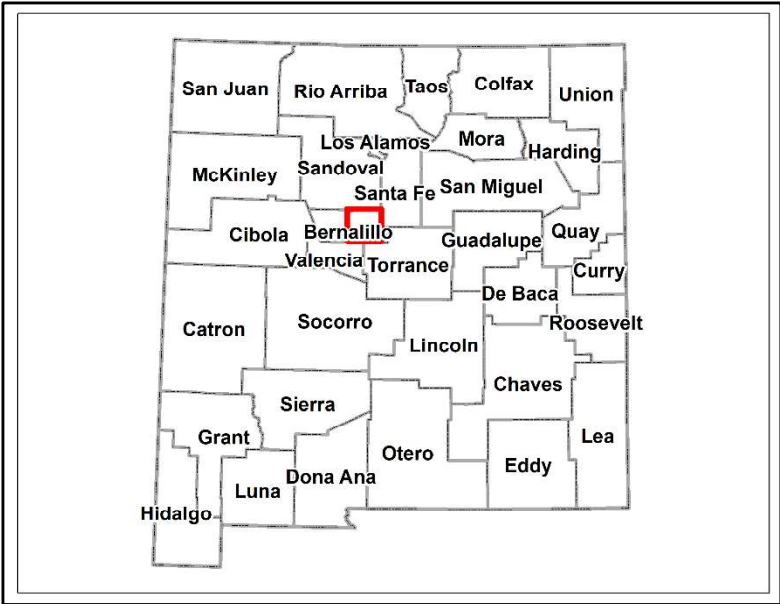 San Juan
Rio Arriba
Taos
Colfax
Union
Los Alamos
Mora
Harding
McKinley
Sandoval
Santa Fe
San Miguel
Cibola
Bernalillo
Guadalupe
Quay
Valencia
Torrance
Curry
De Baca
Catron
Socorro
Roosevelt
Lincoln
Chaves
Sierra
Grant
Otero
Lea
Eddy
Luna
Dona Ana
Hidalgo